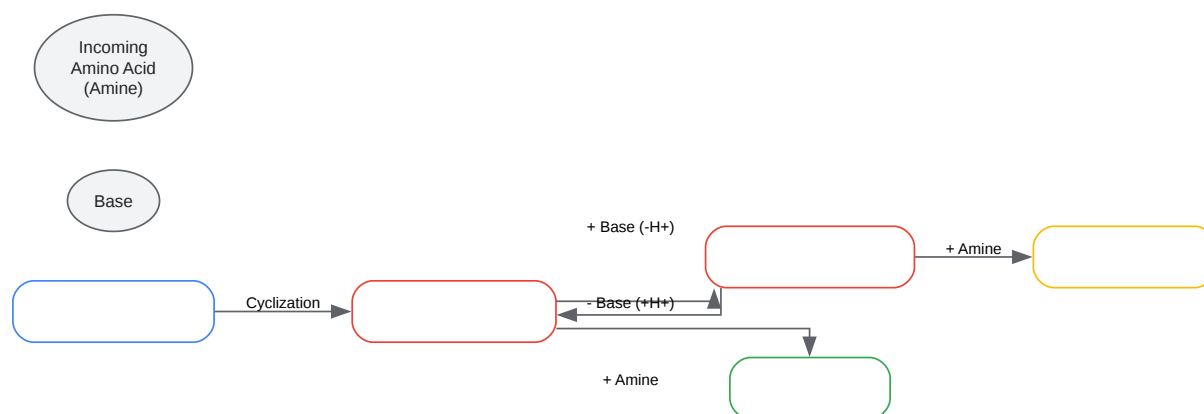 Incoming
Amino Acid
(Amine)
Base
+ Base (-H+)
+ Amine
Cyclization
- Base (+H+)
+ Amine